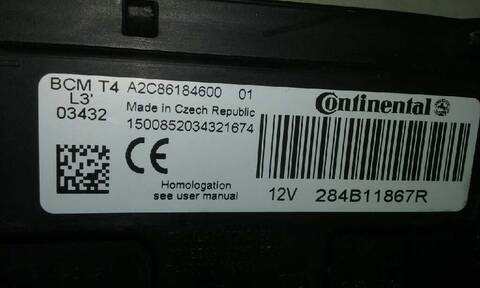 BCM T4 A2C86184600 01
L3'
03432
Made in Czech Republic
1500852034321674
Continental
CE
Homologation
see user manual
12V 284B11867R